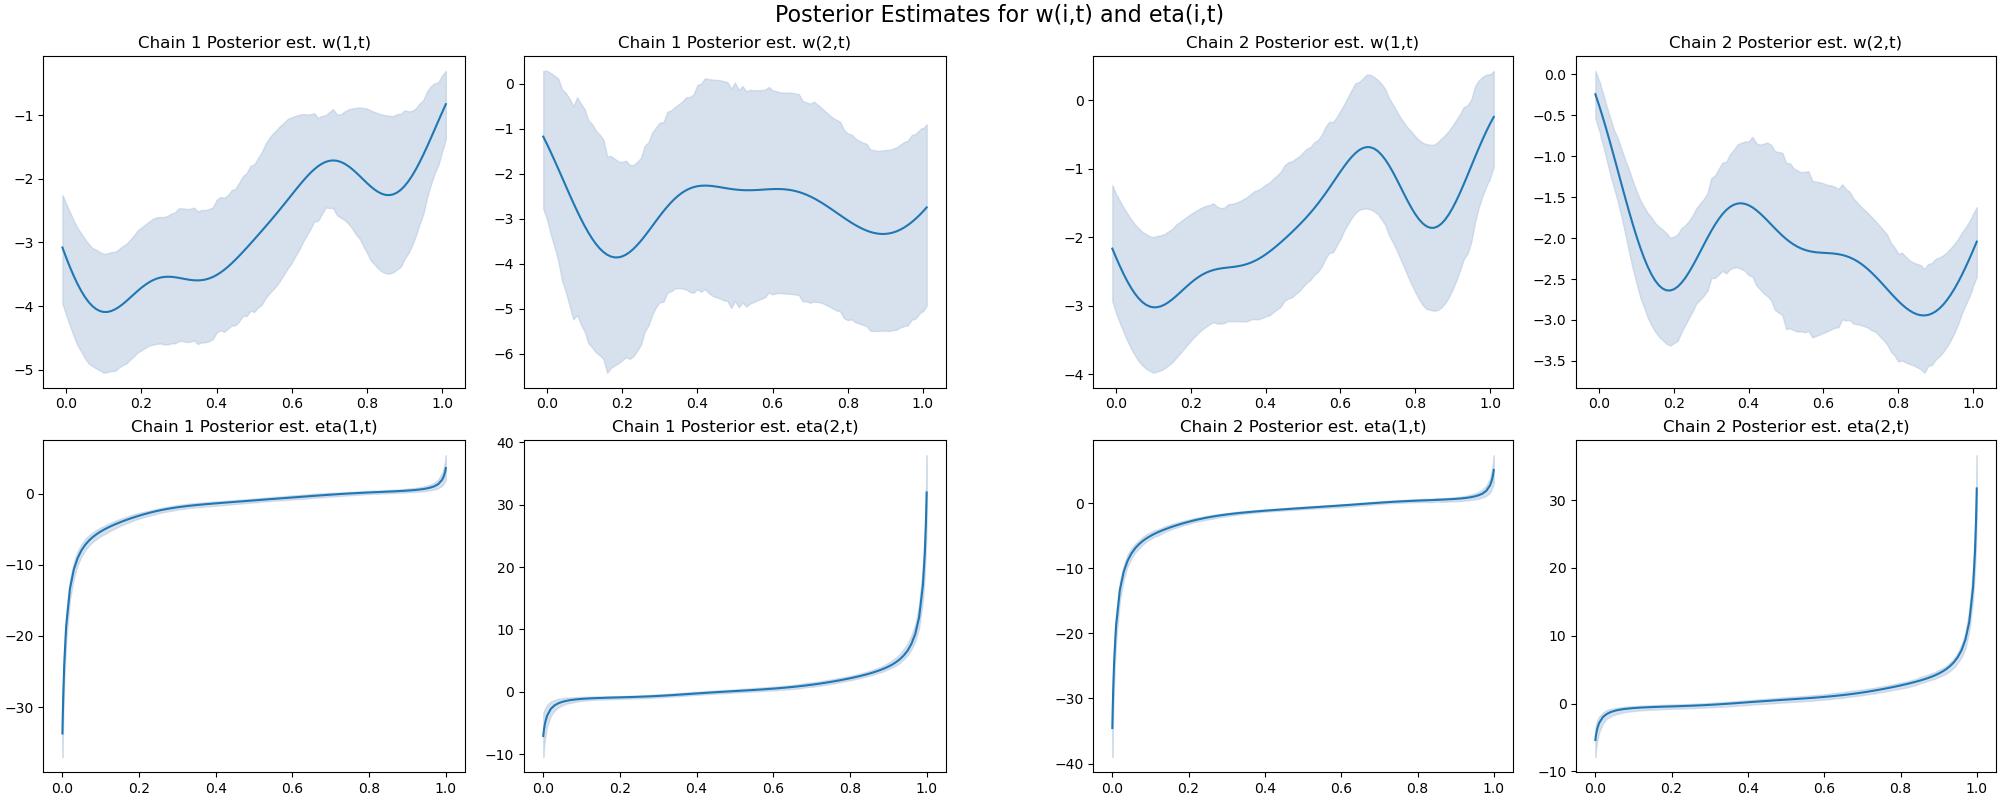 Posterior Estimates for w(i,t) and eta(i,t)
Chain 1 Posterior est. w(1,t)
−1
−2
−3
−4
−5
0.0 0.2 0.4 0.6 0.8 1.0
Chain 1 Posterior est. w(2,t)
0
−1
−2
−3
−4
−5
−6
0.0 0.2 0.4 0.6 0.8 1.0
Chain 2 Posterior est. w(1,t)
0
−1
−2
−3
−4
0.0 0.2 0.4 0.6 0.8 1.0
Chain 2 Posterior est. w(2,t)
0.0
−0.5
−1.0
−1.5
−2.0
−2.5
−3.0
−3.5
0.0 0.2 0.4 0.6 0.8 1.0
Chain 1 Posterior est. eta(1,t)
0
−10
−20
−30
0.0 0.2 0.4 0.6 0.8 1.0
Chain 1 Posterior est. eta(2,t)
40
30
20
10
0
−10
0.0 0.2 0.4 0.6 0.8 1.0
Chain 2 Posterior est. eta(1,t)
0
−10
−20
−30
−40
0.0 0.2 0.4 0.6 0.8 1.0
Chain 2 Posterior est. eta(2,t)
30
20
10
0
−10
0.0 0.2 0.4 0.6 0.8 1.0